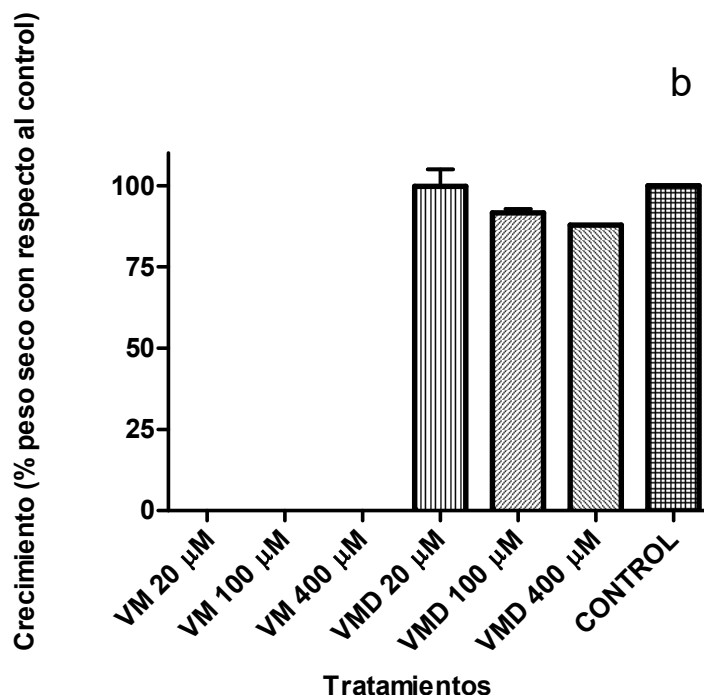 b
Crecimiento (% peso seco con respecto al control)
100
75
50
25
0
VM 20 μM
VM 100 μM
VM 400 μM
VMD 20 μM
VMD 100 μM
VMD 400 μM
CONTROL
Tratamientos